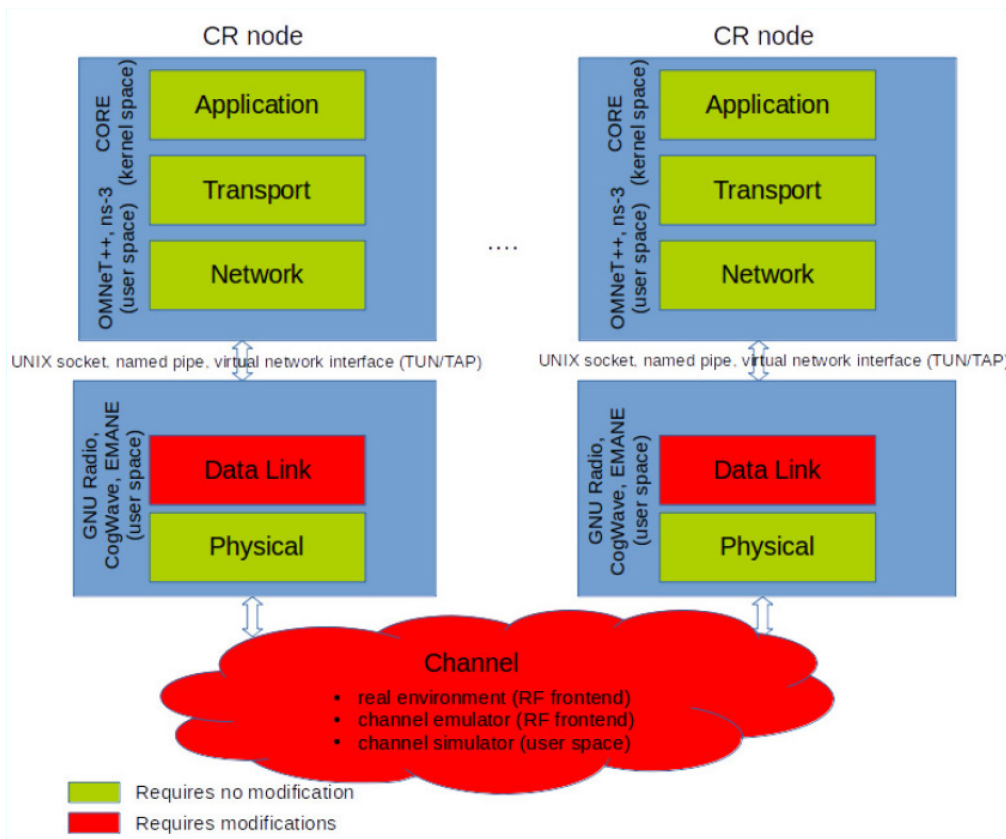 CR node
CORE
(kernel space)
OMNeT++, ns-3
(user space)
Application
Transport
Network
UNIX socket, named pipe, virtual network interface (TUN/TAP)
GNU Radio,
CogWave, EMANE
(user space)
Data Link
Physical
....
CR node
CORE
(kernel space)
OMNeT++, ns-3
(user space)
Application
Transport
Network
UNIX socket, named pipe, virtual network interface (TUN/TAP)
GNU Radio,
CogWave, EMANE
(user space)
Data Link
Physical
Channel
• real environment (RF frontend)
• channel emulator (RF frontend)
• channel simulator (user space)
Requires no modification
Requires modifications